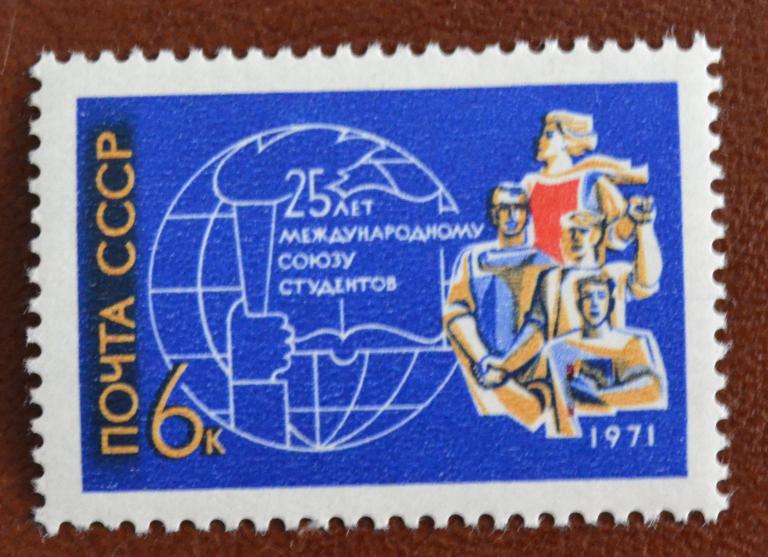 ПОЧТА СССР
6к
25 ЛЕТ
МЕЖДУНАРОДНОМУ
СОЮЗУ
СТУДЕНТОВ
1971